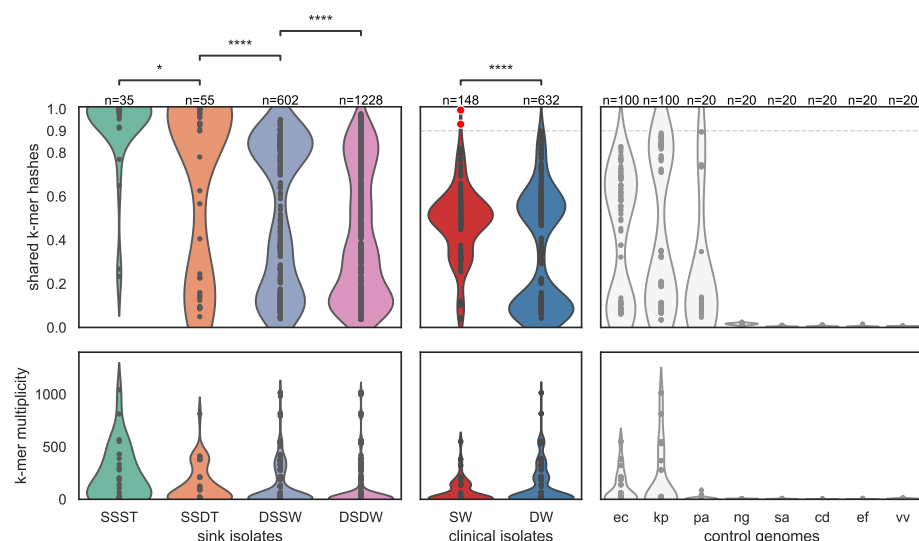 ****
****
* ****
n=35 n=55 n=602 n=1228 n=148 n=632 n=100 n=100 n=20 n=20 n=20 n=20 n=20 n=20
1.0
0.9
0.8
0.6
0.4
0.2
0.0
shared k-mer hashes
1000
500
0
k-mer multiplicity
SSST SSDT DSSW DSDW SW DW ec kp pa ng sa cd ef vv
sink isolates clinical isolates control genomes